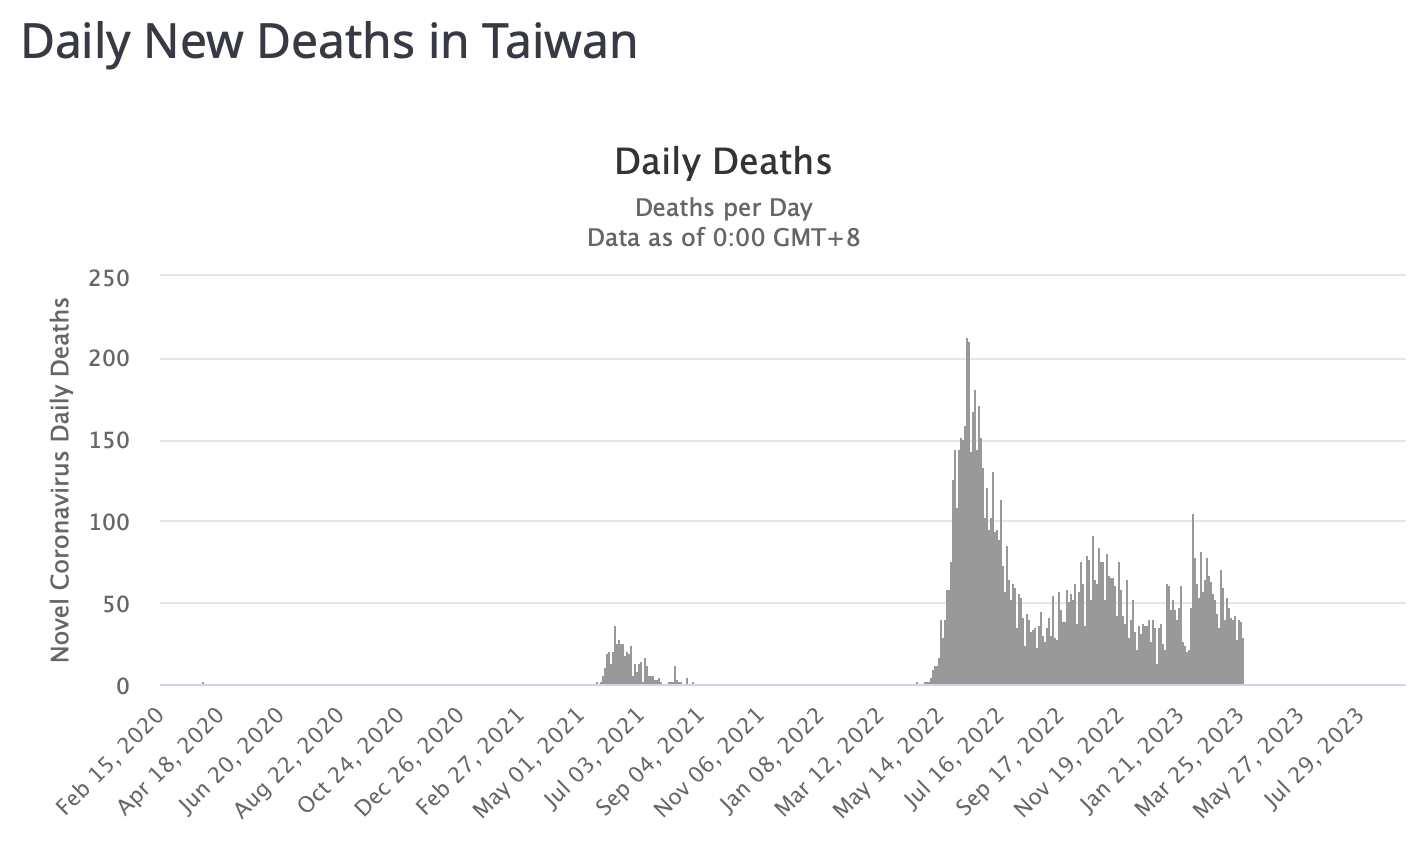 Daily New Deaths in Taiwan
Daily Deaths
Deaths per Day
Data as of 0:00 GMT+8
Novel Coronavirus Daily Deaths
250
200
150
100
50
0
Feb 15, 2020
Apr 18, 2020
Jun 20, 2020
Aug 22, 2020
Oct 24, 2020
Dec 26, 2020
Feb 27, 2021
May 01, 2021
Jul 03, 2021
Sep 04, 2021
Nov 06, 2021
Jan 08, 2022
Mar 12, 2022
May 14, 2022
Jul 16, 2022
Sep 17, 2022
Nov 19, 2022
Jan 21, 2023
Mar 25, 2023
May 27, 2023
Jul 29, 2023